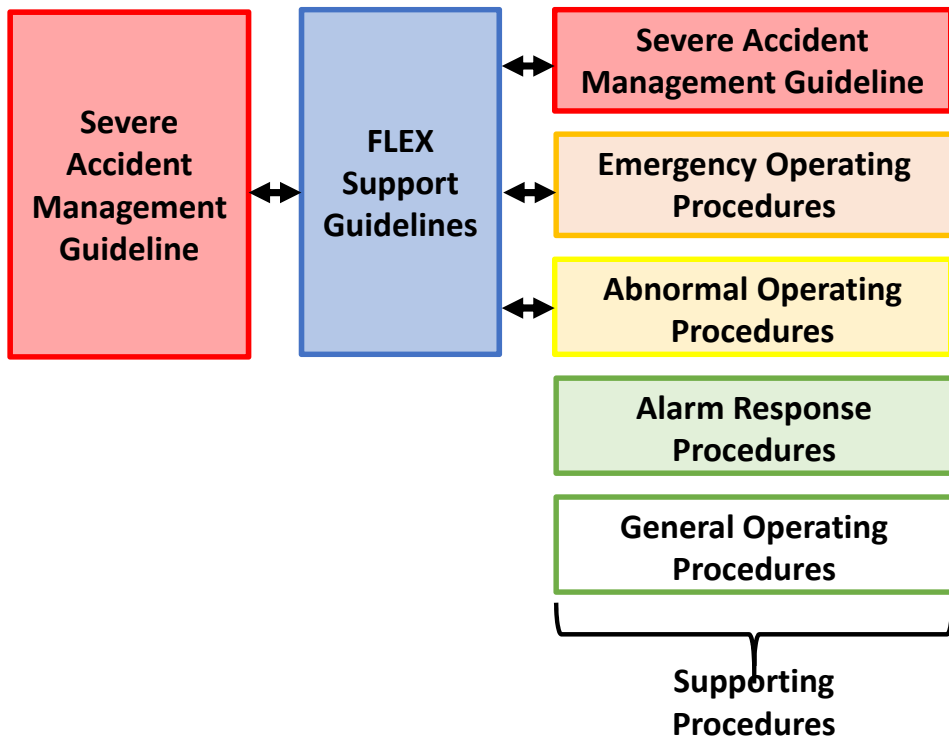 Severe
Accident
Management
Guideline
FLEX
Support
Guidelines
Severe Accident
Management Guideline
Emergency Operating
Procedures
Abnormal Operating
Procedures
Alarm Response
Procedures
General Operating
Procedures
Supporting
Procedures